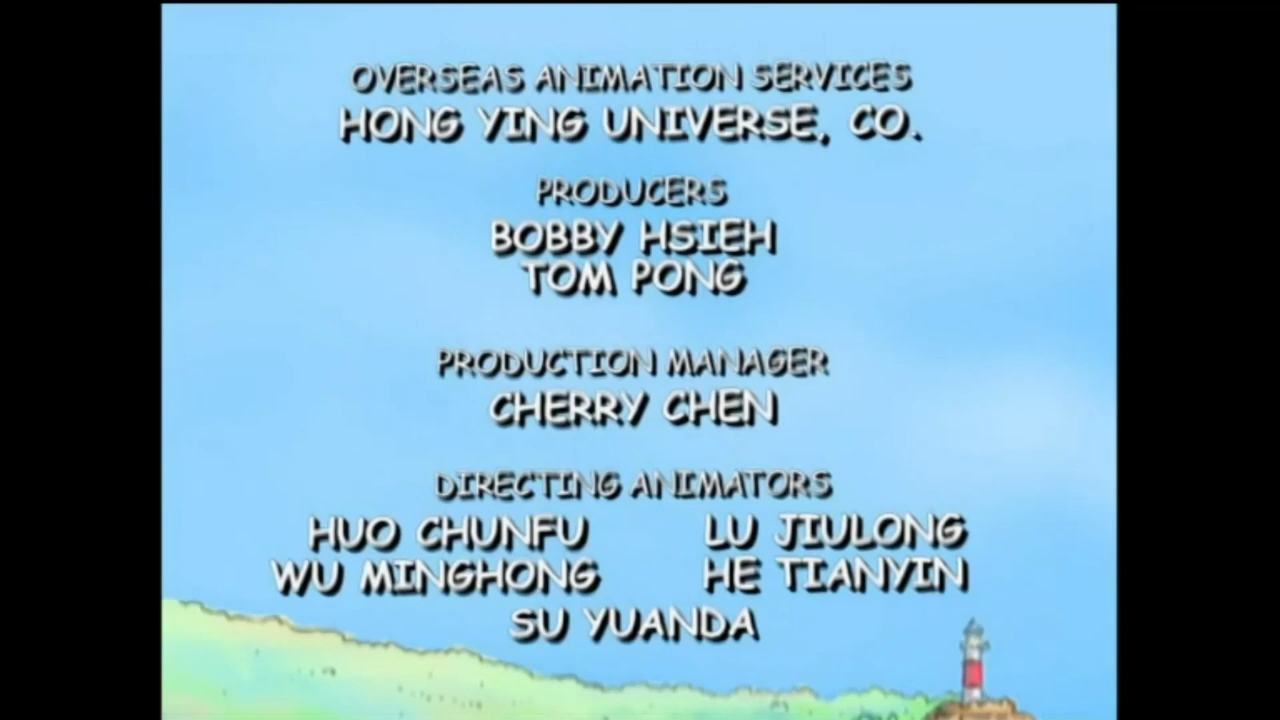 OVERSEAS ANIMATION SERVICES
HONG YING UNIVERSE, CO.
PRODUCERS
BOBBY HSIEH
TOM PONG
PRODUCTION MANAGER
CHERRY CHEN
DIRECTING ANIMATORS
HUO CHUNFU LU JIULONG
WU MINGHONG HE TIANYIN
SU YUANDA